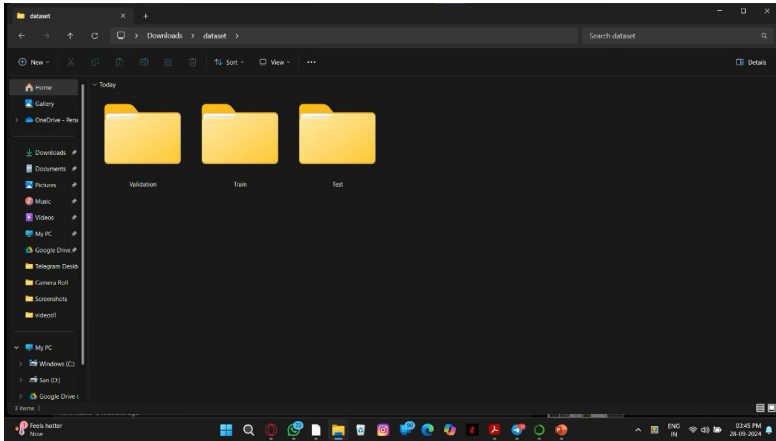 dataset
Downloads > dataset >
Search dataset
New
Sort
View
Details
Home
Gallery
OneDrive - Pers
Downloads
Documents
Pictures
Music
Videos
My PC
Google Drive
Telegram Deskt
Camera Roll
Screenshots
videosll
My PC
Windows (C:)
San (D:)
Google Drive (
Today
Validation
Train
Test
3 items
Feels hotter
Now
ENG
IN
03:45 PM
28-09-2024